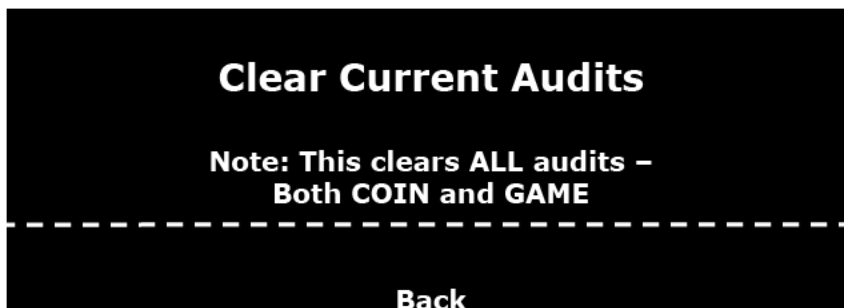 Clear Current Audits
Note: This clears ALL audits –
Both COIN and GAME
Back